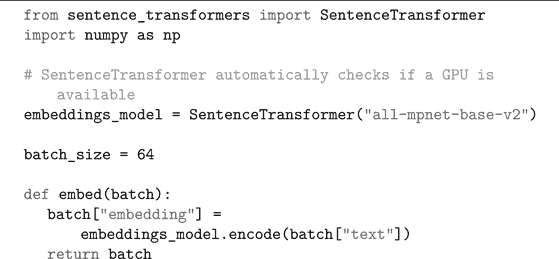 from sentence_transformers import SentenceTransformer
import numpy as np
# SentenceTransformer automatically checks if a GPU is
available
embeddings_model = SentenceTransformer("all-mpnet-base-v2")
batch_size = 64
def embed(batch):
batch["embedding"] =
embeddings_model.encode(batch["text"])
return batch